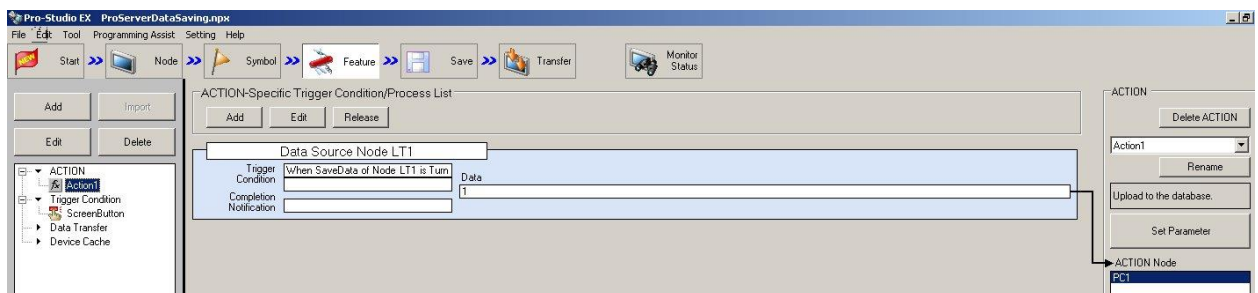 Pro-Studio EX ProServerDataSaving.npx
File Edit Tool Programming Assist Setting Help
Start Node Symbol Feature Save Transfer Monitor Status
Add Import
Edit Delete
ACTION
Action1
Trigger Condition
ScreenButton
Data Transfer
Device Cache
ACTION-Specific Trigger Condition/Process List
Add Edit Release
Data Source Node LT1
Trigger Condition When SaveData of Node LT1 is Turn
Data
1
Completion Notification
ACTION
Delete ACTION
Action1
Rename
Upload to the database.
Set Parameter
ACTION Node
PC1